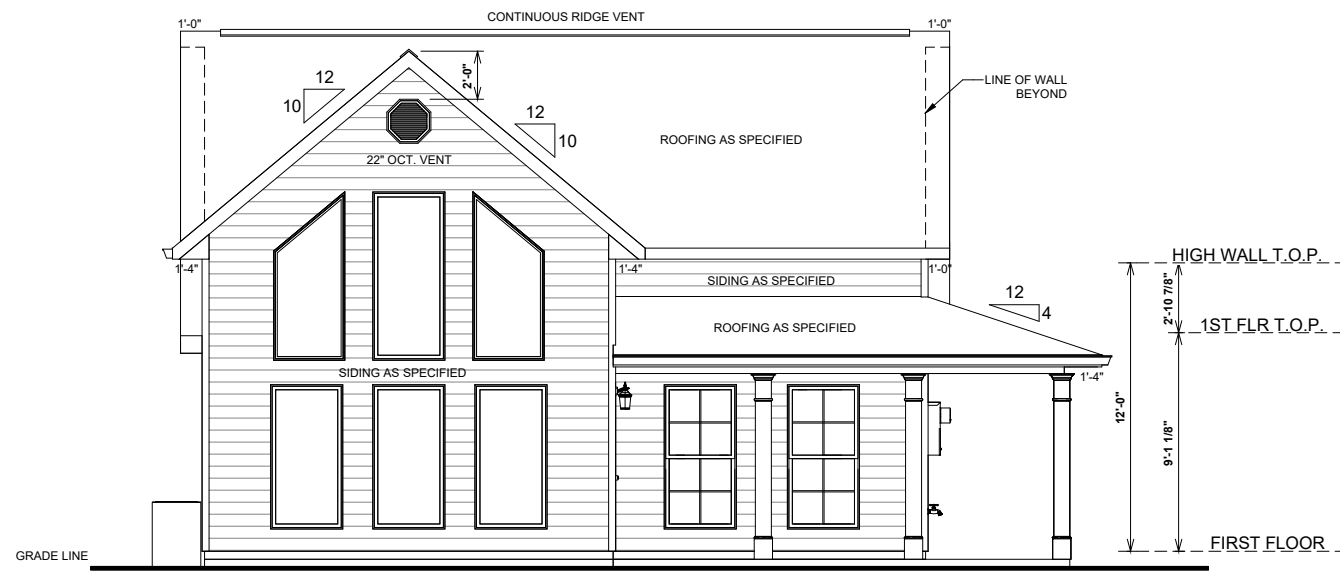 CONTINUOUS RIDGE VENT
1'-0"
1'-0"
2'-0"
12
10
12
10
LINE OF WALL
BEYOND
ROOFING AS SPECIFIED
22" OCT. VENT
HIGH WALL T.O.P.
1'-4"
1'-4"
1'-0"
SIDING AS SPECIFIED
12
4
2'-10 7/8"
ROOFING AS SPECIFIED
1ST FLR T.O.P.
SIDING AS SPECIFIED
1'-4"
12'-0"
9'-1 1/8"
FIRST FLOOR
GRADE LINE